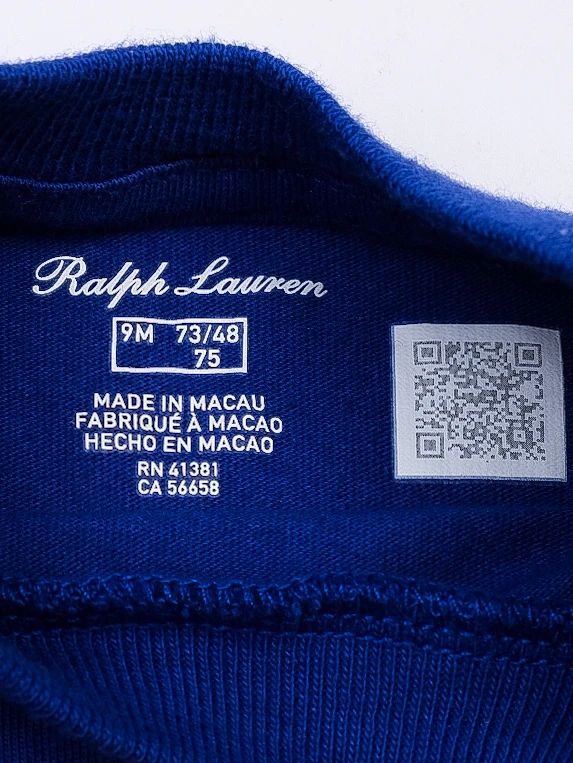 Ralph Lauren
9M 73/48
75
MADE IN MACAU
FABRIQUÉ À MACAO
HECHO EN MACAO
RN 41381
CA 56658